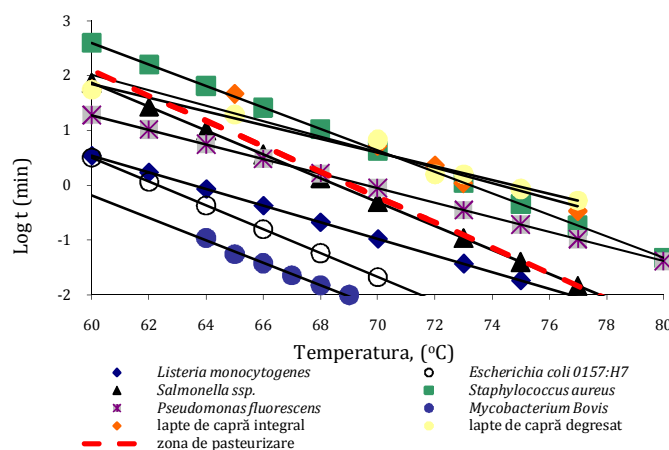 3
2
1
0
-1
-2
Log t (min)
60 62 64 66 68 70 72 74 76 78 80
Temperatura, (ºC)
Listeria monocytogenes
Escherichia coli 0157:H7
Salmonella ssp.
Staphylococcus aureus
Pseudomonas fluorescens
Mycobacterium Bovis
lapte de capră integral
lapte de capră degresat
zona de pasteurizare